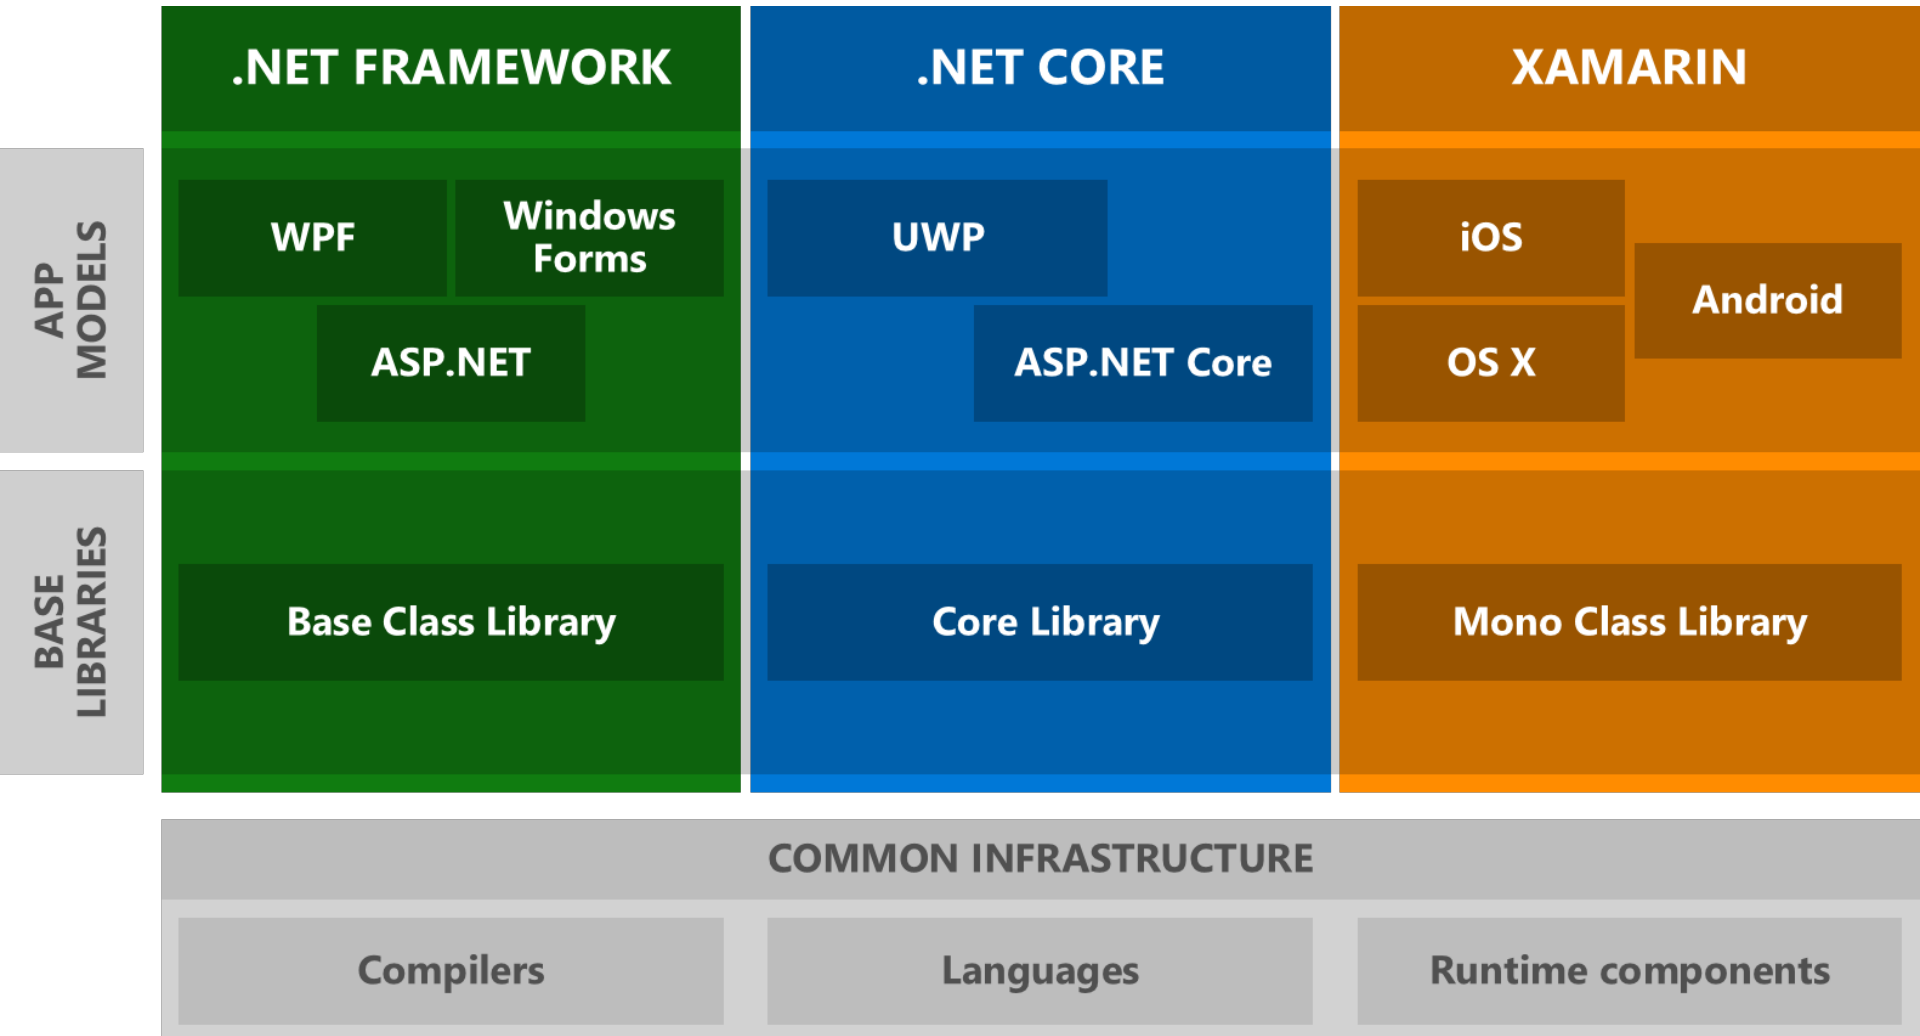 .NET FRAMEWORK
.NET CORE
XAMARIN
APP
MODELS
WPF
Windows
Forms
ASP.NET
UWP
ASP.NET Core
iOS
Android
OS X
BASE
LIBRARIES
Base Class Library
Core Library
Mono Class Library
COMMON INFRASTRUCTURE
Compilers
Languages
Runtime components